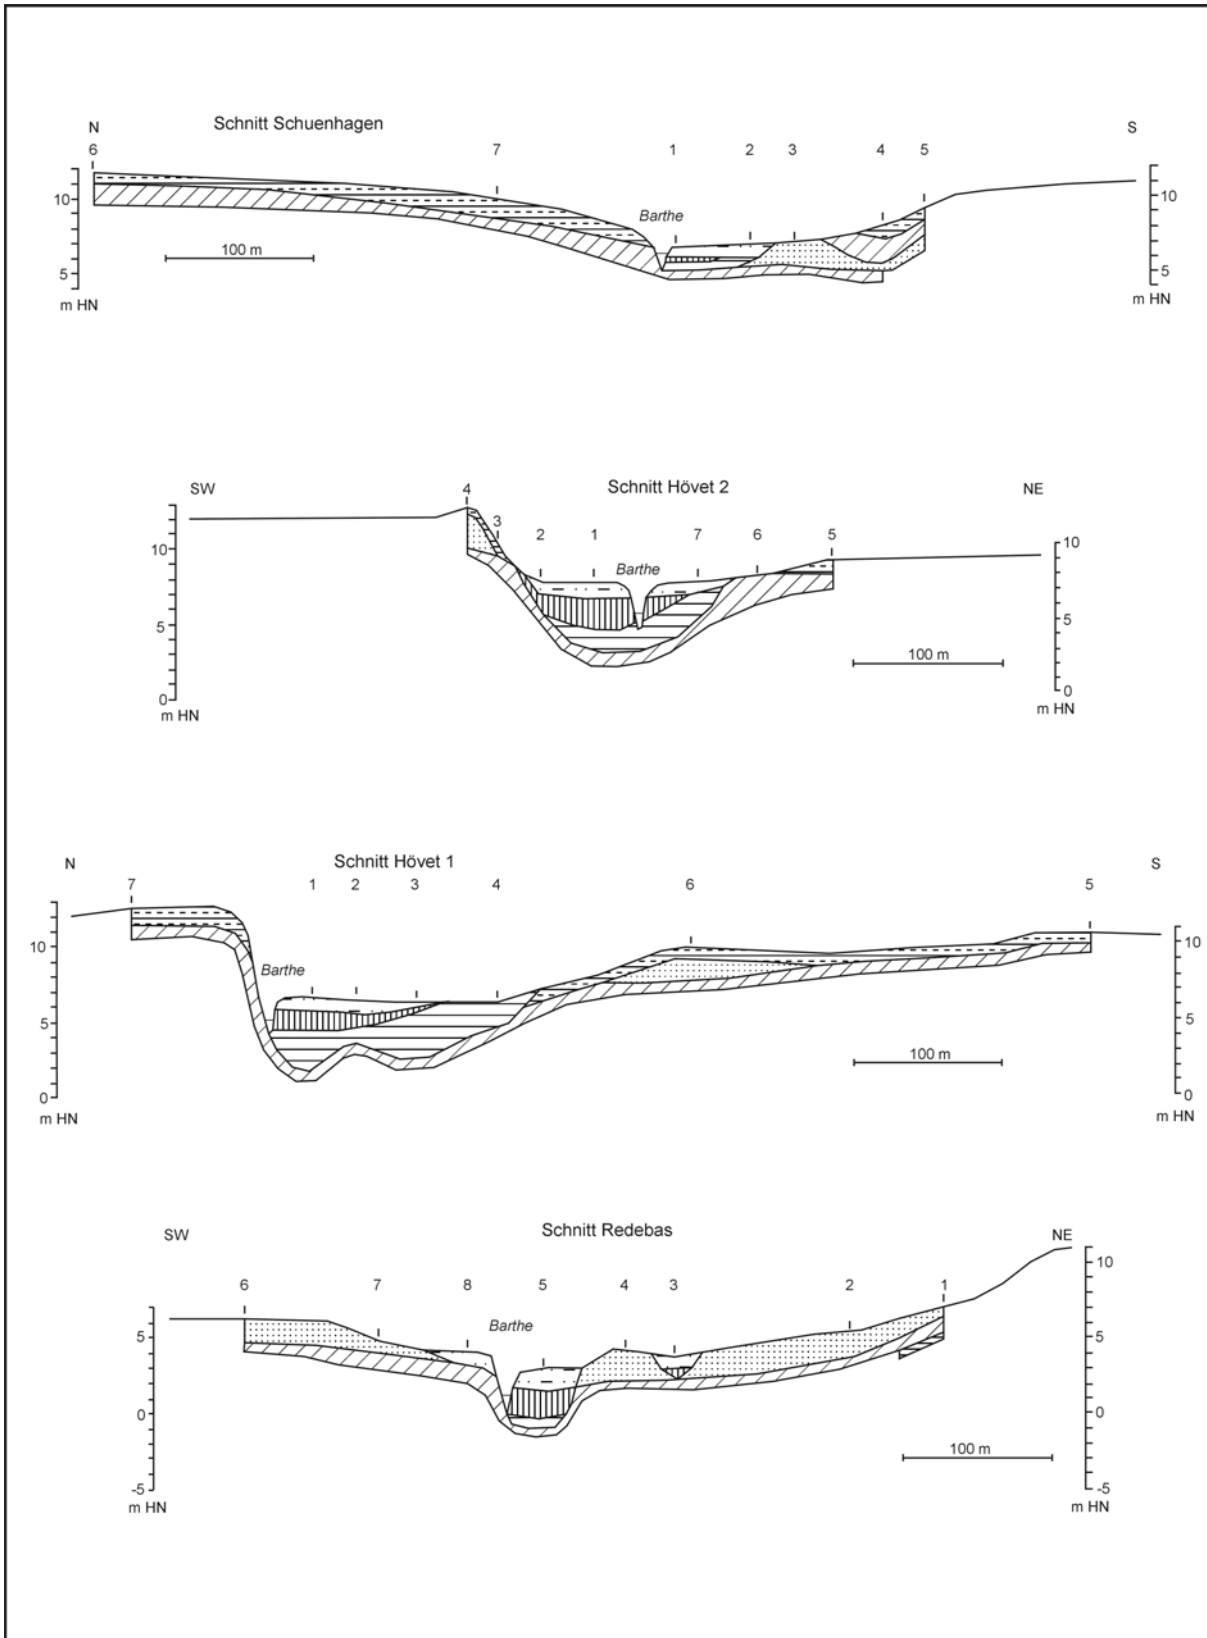 Schnitt Schuenhagen
N S
6 7 1 2 3 4 5
Barthe
10 10
100 m
5 5
m HN m HN
SW Schnitt Hövet 2 NE
4 3 2 1 7 6 5
Barthe
10 10
5 5
100 m
0 0
m HN m HN
N Schnitt Hövet 1 S
7 1 2 3 4 6 5
10 10
Barthe
5 5
100 m
0 0
m HN m HN
SW Schnitt Redebas NE
6 7 8 5 4 3 2 1
10
Barthe
5 5
0 0
100 m
-5 -5
m HN m HN